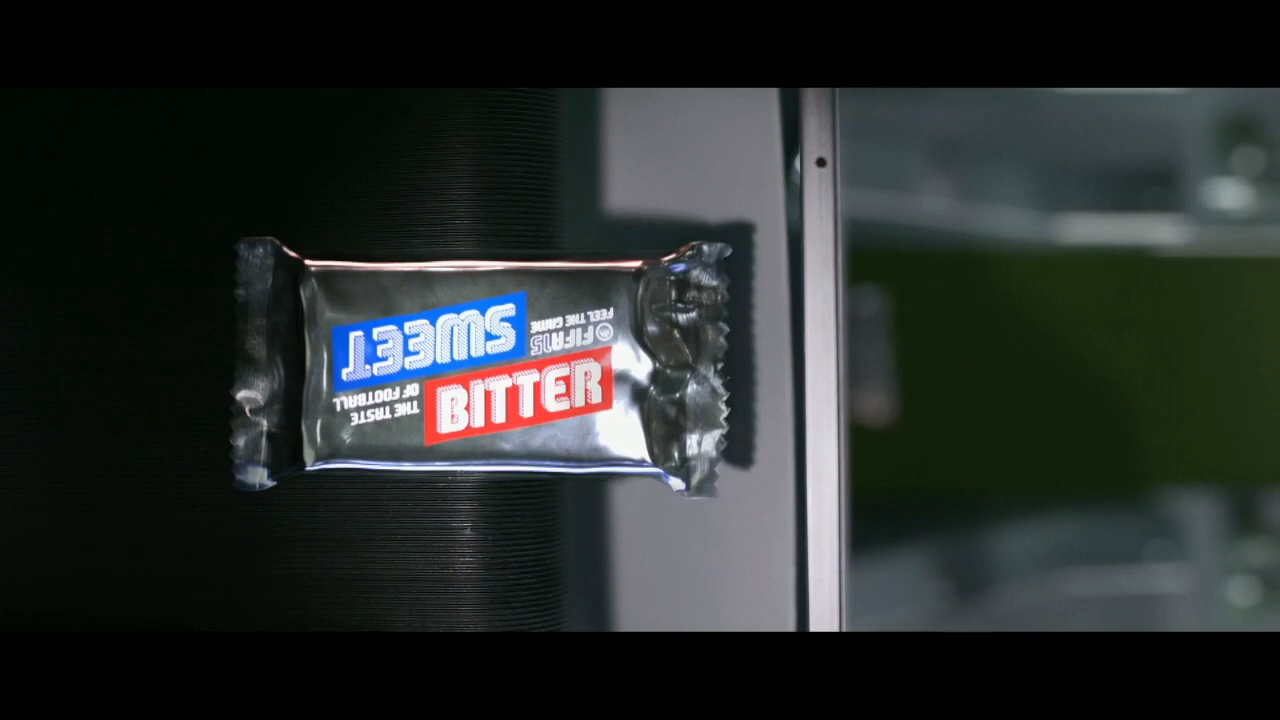 SWEET
FEEL THE GAME
FIFA15
BITTER
THE TASTE
OF FOOTBALL